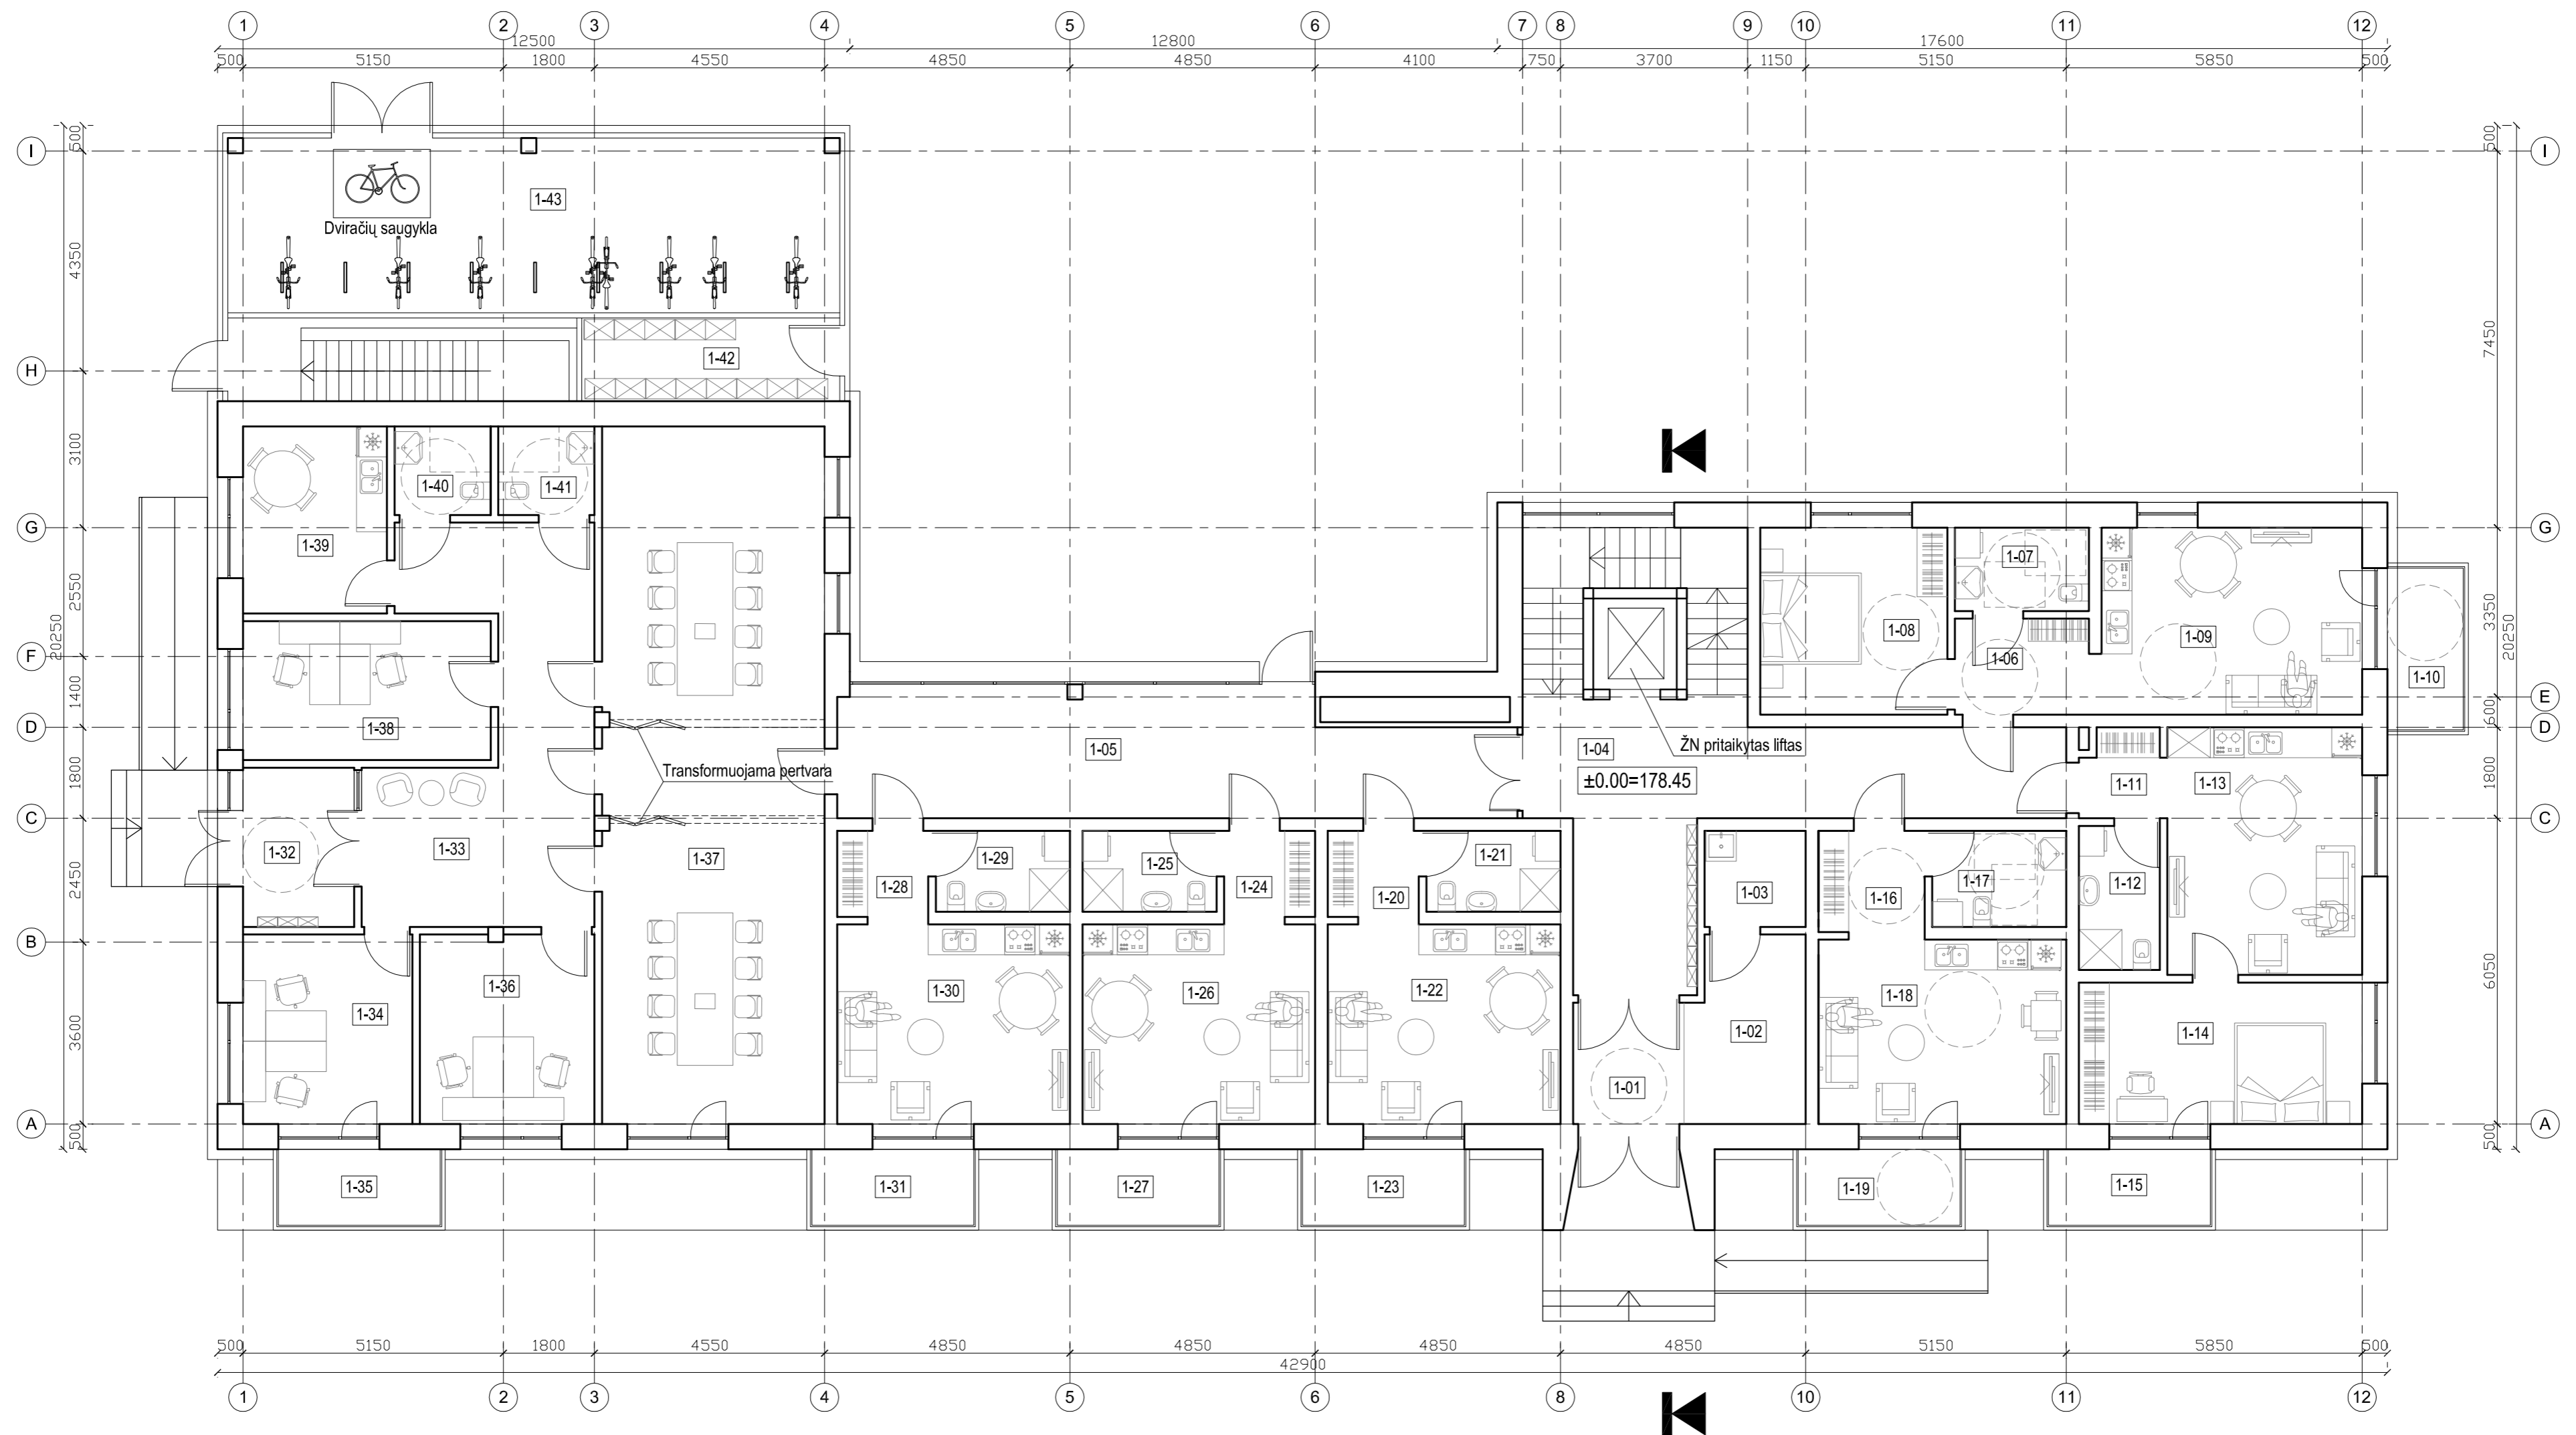 1 2 3 4 5 6 7 8 9 10 11 12
12500 12800 17600
500 5150 1800 4550 4850 4850 4100 750 3700 1150 5150 5850 500
I I
500 500
1-43
Dviračių saugykla
4350 7450
1-42
H
3100
1-40 1-41
G G
1-39 1-07
2550 3350
20250 20250
1-08 1-09
F
1-06
1400
1-10
E
1-38 600
D D
1-05 1-04 ŽN pritaikytas liftas
Transformuojama pertvara
±0.00=178.45
1800 1-11 1-13 1800
C C
1-32 1-33 1-37 1-29 1-25 1-21
1-28 1-24 1-20 1-03 1-16 1-17 1-12
2450
B
1-36 1-30 1-26 1-22 1-18 6050
1-34 1-02 1-14
3600
1-01
A A
500 500
1-35 1-31 1-27 1-23 1-19 1-15
500 5150 1800 4550 4850 4850 4850 4850 5150 5850 500
42900
1 2 3 4 5 6 8 10 11 12